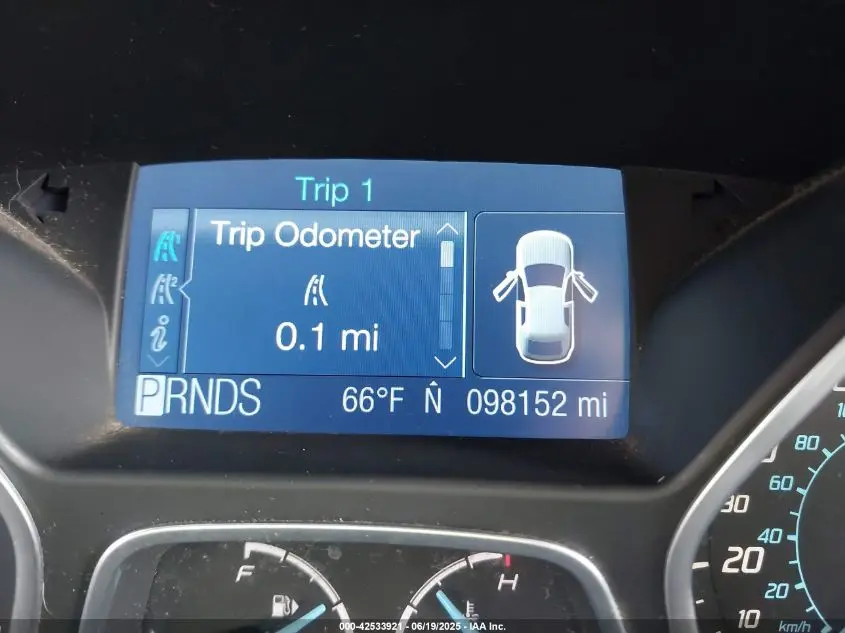 Trip 1
Trip Odometer
2
i
0.1 mi
PRNDS
66°F N 098152 mi
80
60
30
40
20
20
10
km/h
F
H
000-42533921 - 06/19/2025 - IAA Inc.